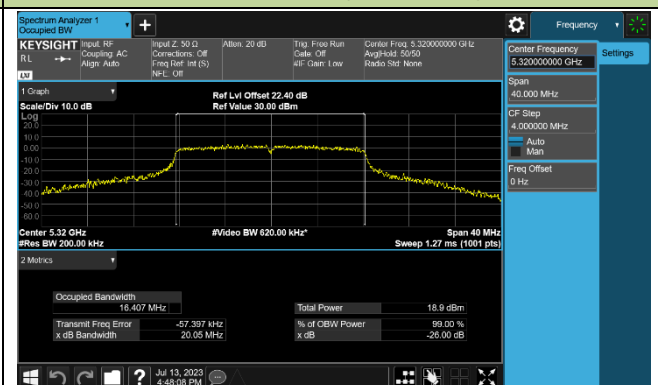 Spectrum Analyzer 1
Occupied BW
+
Frequency
KEYSIGHT
Input: RF
Coupling: AC
Align: Auto
Input Z: 50 Ω
Corrections: Off
Freq Ref: Int (S)
NFE: Off
Atten: 20 dB
Trig: Free Run
Gate: Off
#IF Gain: Low
Center Freq: 5.320000000 GHz
Avg|Hold: 50/50
Radio Std: None
RL
LXI
Center Frequency
5.320000000 GHz
Settings
Span
40.000 MHz
CF Step
4.000000 MHz
Auto
Man
Freq Offset
0 Hz
1 Graph
Scale/Div 10.0 dB
Ref Lvl Offset 22.40 dB
Ref Value 30.00 dBm
Log
20.0
10.0
0.00
-10.0
-20.0
-30.0
-40.0
-50.0
-60.0
Center 5.32 GHz
#Video BW 620.00 kHz*
Span 40 MHz
#Res BW 200.00 kHz
Sweep 1.27 ms (1001 pts)
2 Metrics
Occupied Bandwidth
16.407 MHz
Total Power 18.9 dBm
Transmit Freq Error -57.397 kHz
% of OBW Power 99.00 %
x dB Bandwidth 20.05 MHz
x dB -26.00 dB
?
Jul 13, 2023
4:48:08 PM